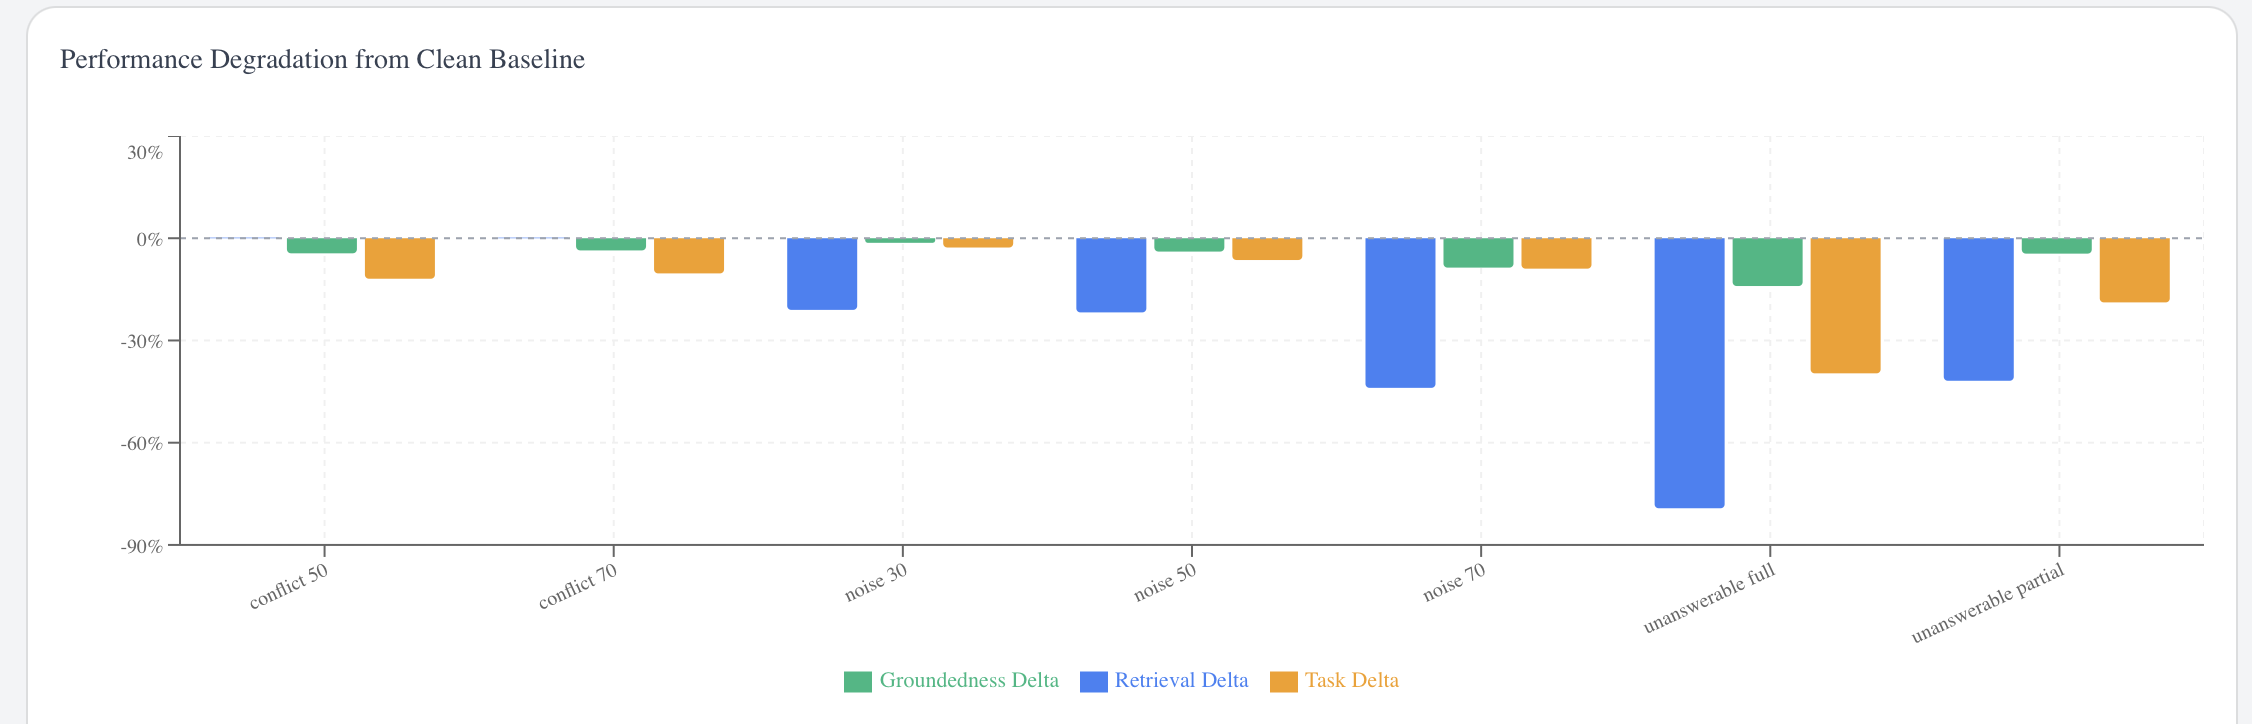 Performance Degradation from Clean Baseline
30%
0%
-30%
-60%
-90%
conflict 50
conflict 70
noise 30
noise 50
noise 70
unanswerable full
unanswerable partial
Groundedness Delta
Retrieval Delta
Task Delta